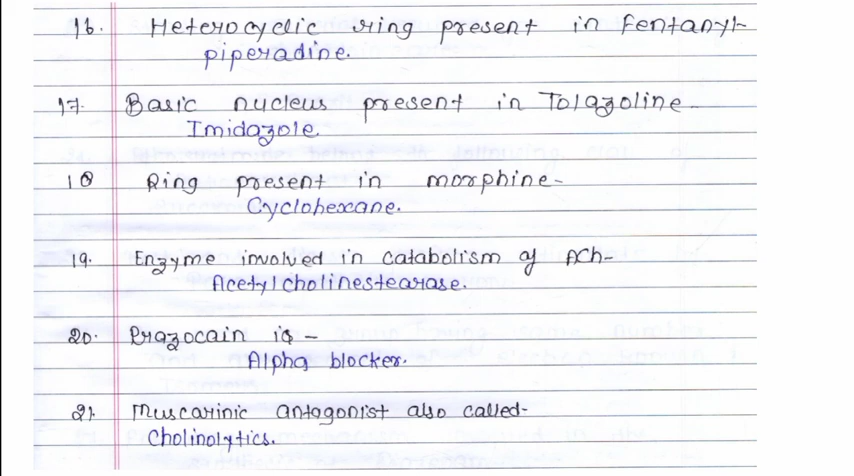 16. Heterocyclic ring present in Fentanyl-
piperadine.
17. Basic nucleus present in Tolazoline-
Imidazole.
18 Ring present in morphine-
Cyclohexane.
19. Enzyme involved in catabolism of ACh-
Acetylcholinestearase.
20. Prazocain is -
Alpha blocker.
21. Muscarinic antagonist also called-
Cholinolytics.